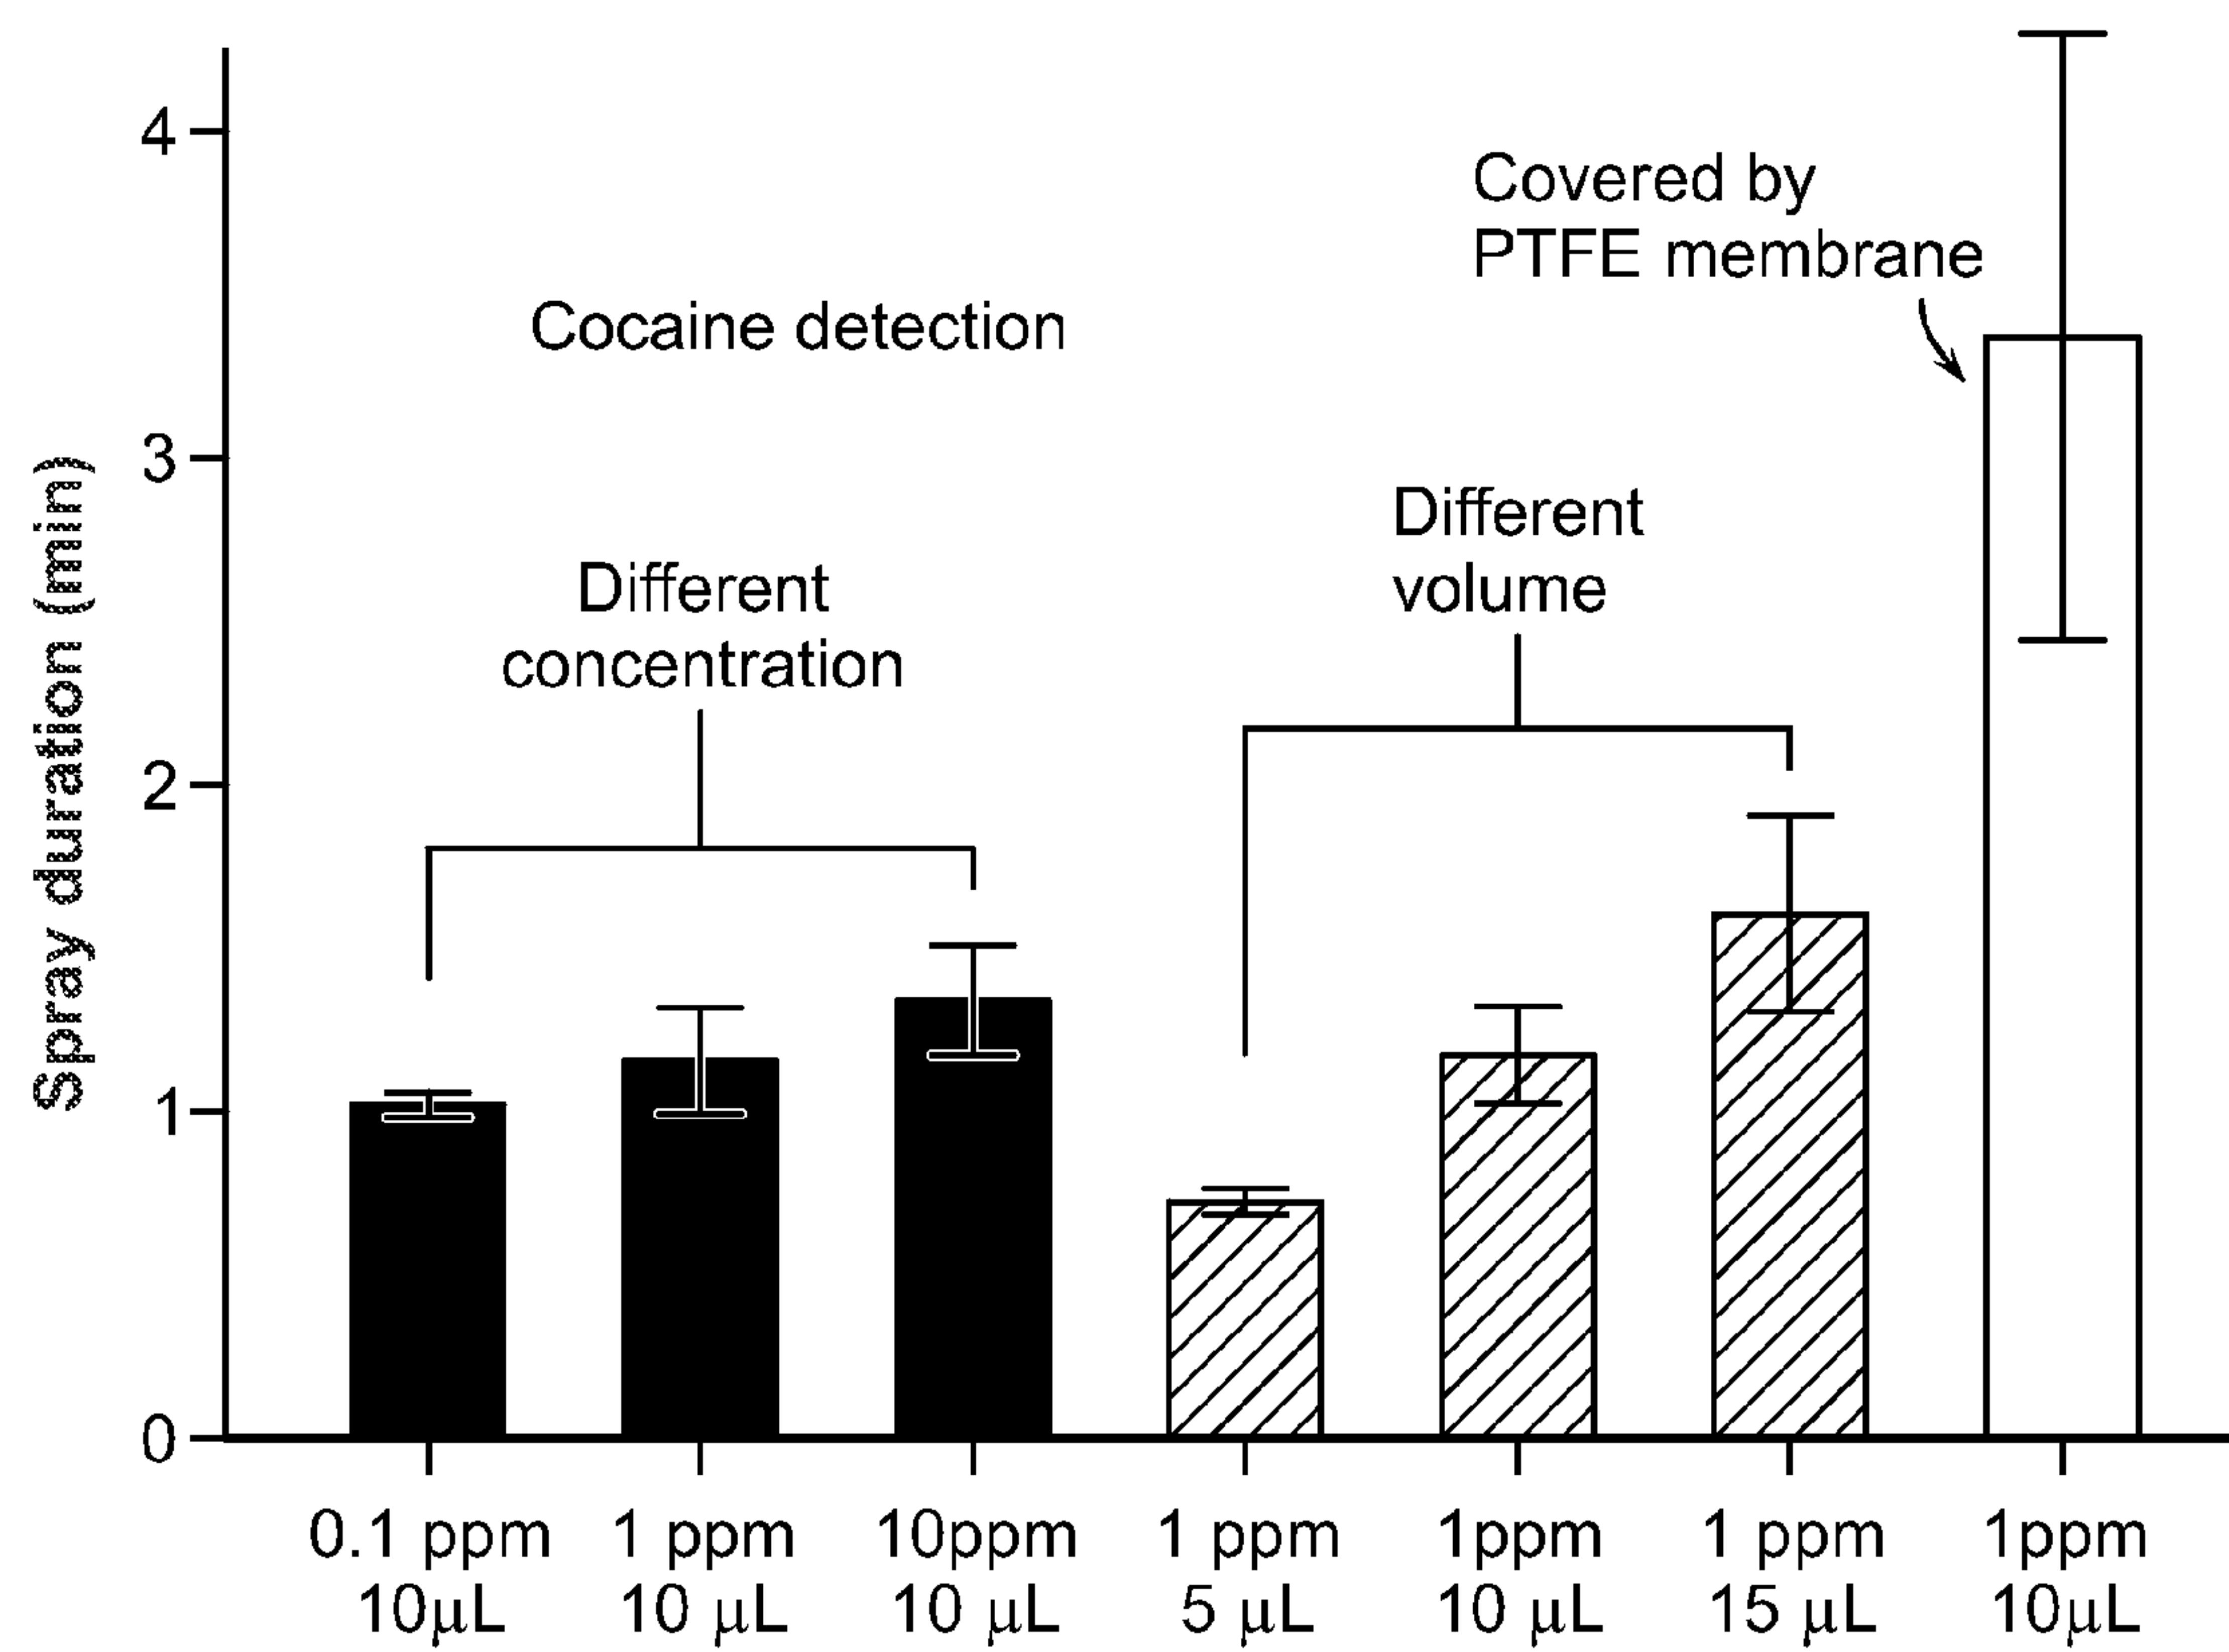 Spray duration (min)
4
3
2
1
0
Cocaine detection
Different
concentration
Different
volume
Covered by
PTFE membrane
0.1 ppm
10μL
1 ppm
10 μL
10ppm
10 μL
1 ppm
5 μL
1ppm
10 μL
1 ppm
15 μL
1ppm
10μL